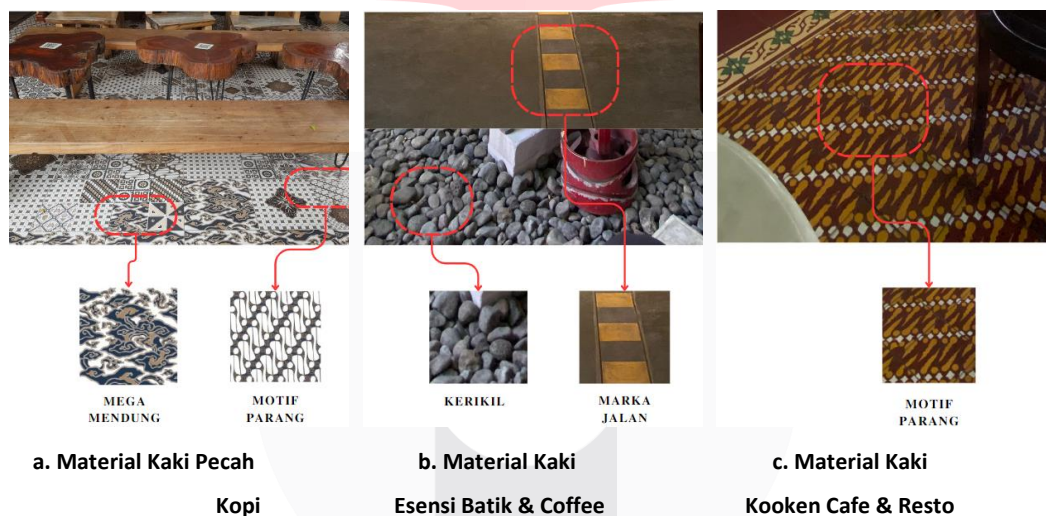 MEGA
MENDUNG
MOTIF
PARANG
KERIKIL
MARKA
JALAN
MOTIF
PARANG
a. Material Kaki Pecah
Kopi
b. Material Kaki
Esensi Batik & Coffee
c. Material Kaki
Kooken Cafe & Resto